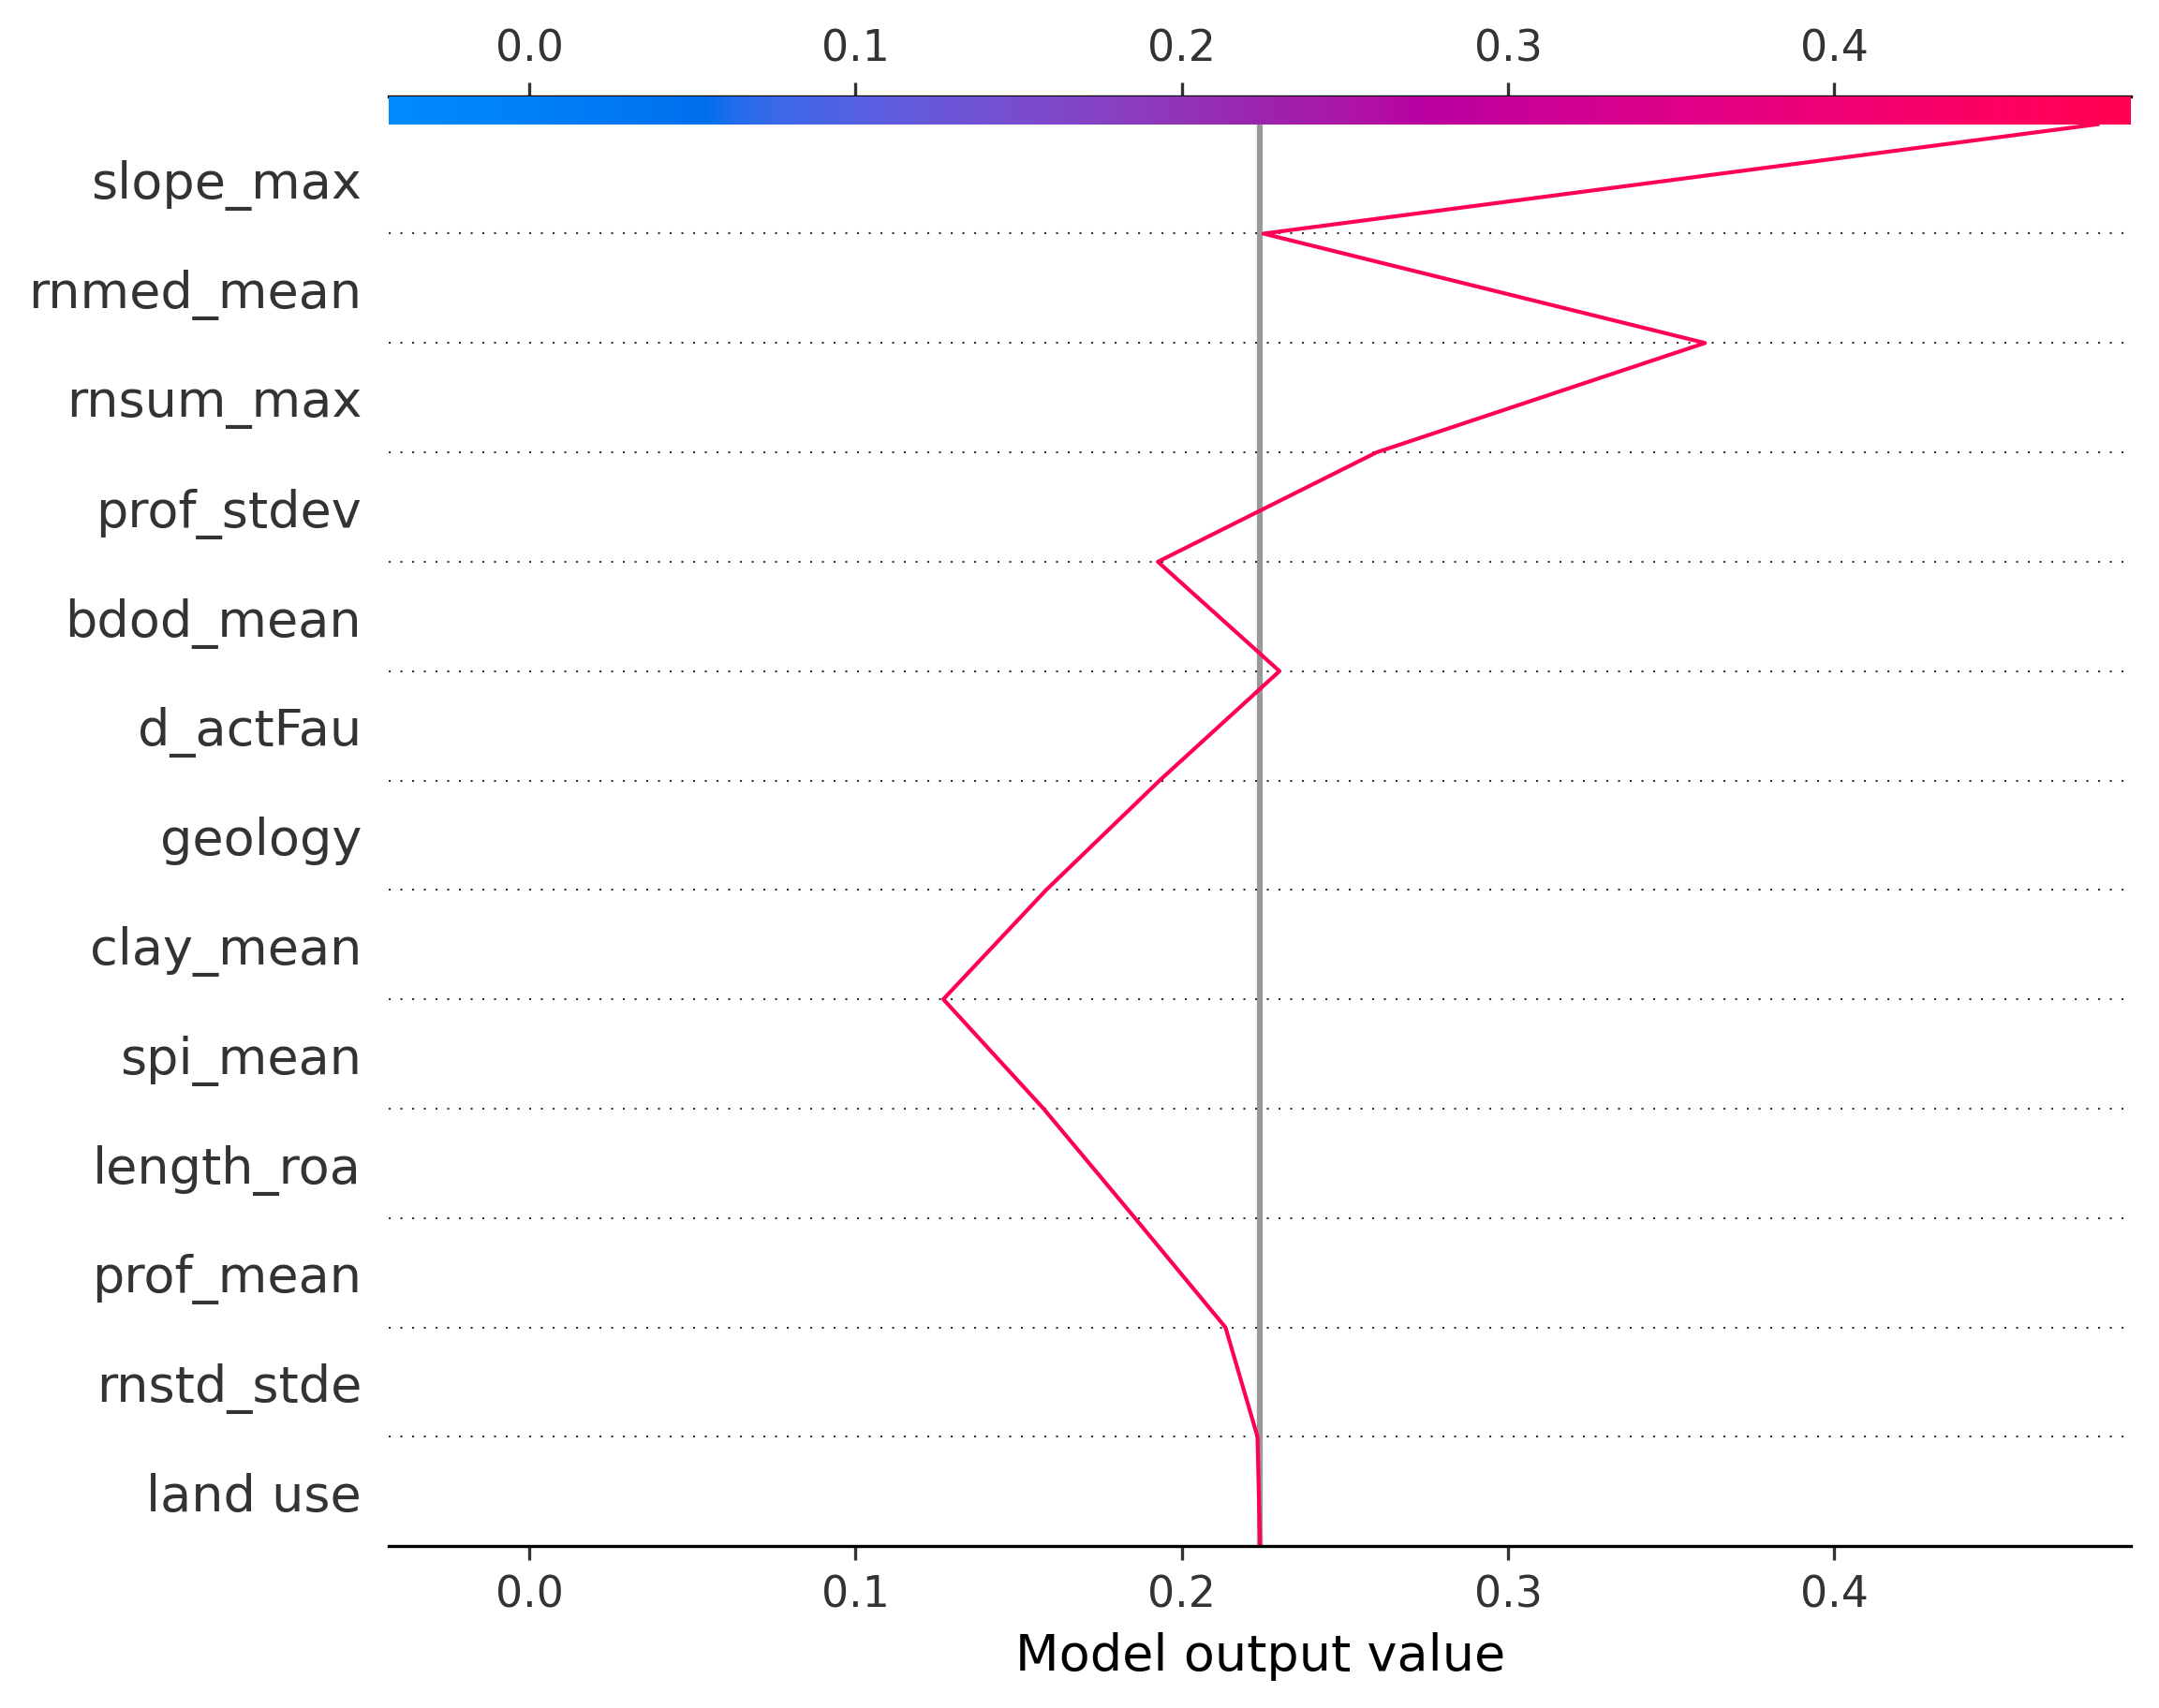 0.0 0.1 0.2 0.3 0.4
slope_max
rnmed_mean
rnsum_max
prof_stdev
bdod_mean
d_actFau
geology
clay_mean
spi_mean
length_roa
prof_mean
rnstd_stde
land use
0.0 0.1 0.2 0.3 0.4
Model output value